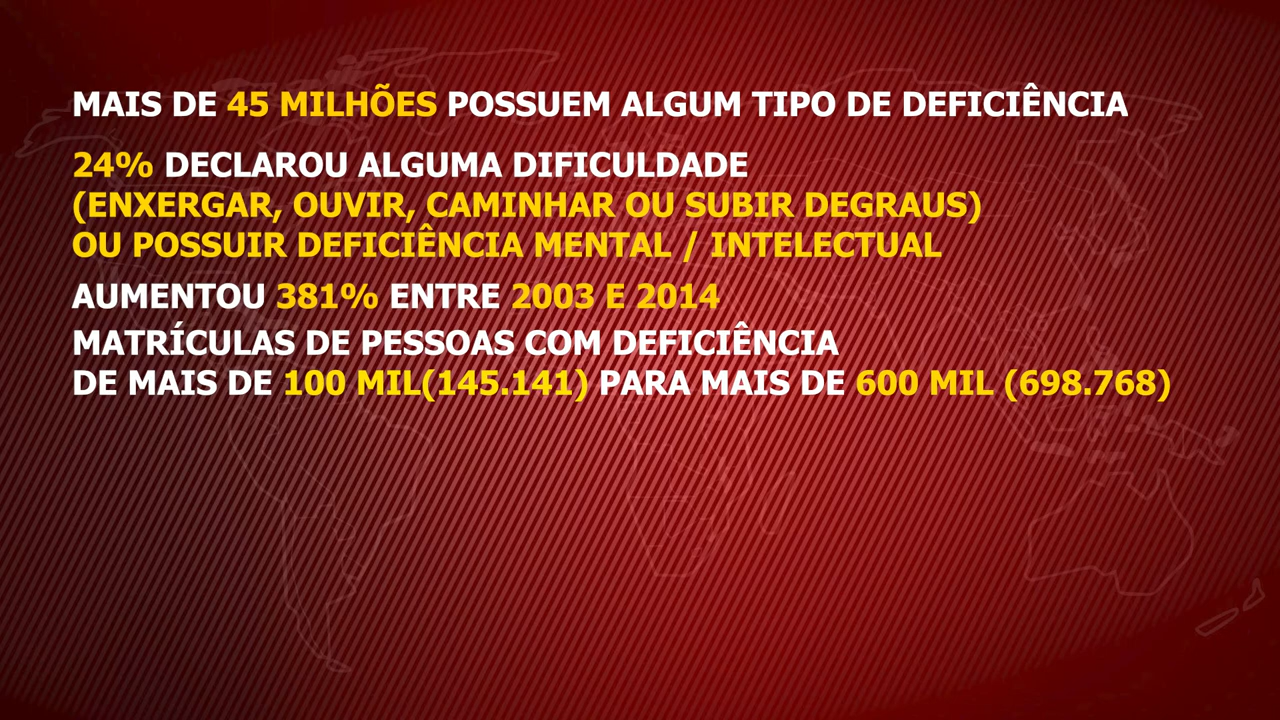 MAIS DE 45 MILHÕES POSSUEM ALGUM TIPO DE DEFICIÊNCIA
24% DECLAROU ALGUMA DIFICULDADE
(ENXERGAR, OUVIR, CAMINHAR OU SUBIR DEGRAUS)
OU POSSUIR DEFICIÊNCIA MENTAL / INTELECTUAL
AUMENTOU 381% ENTRE 2003 E 2014
MATRÍCULAS DE PESSOAS COM DEFICIÊNCIA
DE MAIS DE 100 MIL(145.141) PARA MAIS DE 600 MIL (698.768)